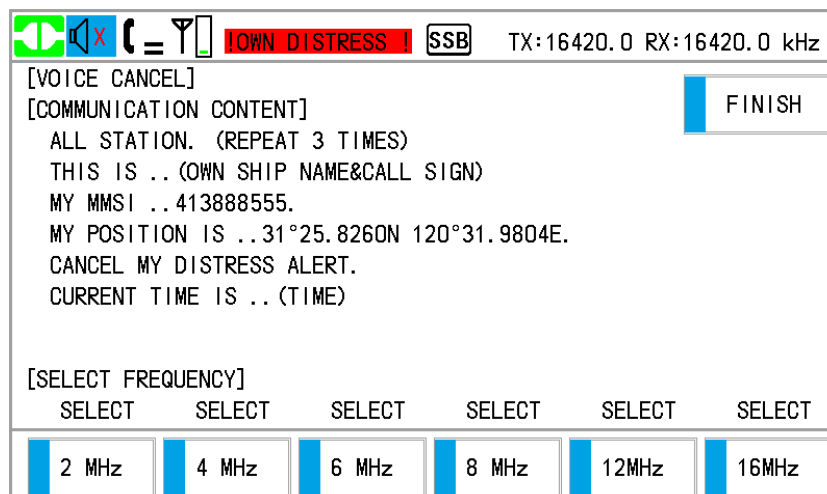 !OWN DISTRESS ! SSB TX:16420.0 RX:16420.0 kHz
[VOICE CANCEL]
[COMMUNICATION CONTENT]
FINISH
ALL STATION. (REPEAT 3 TIMES)
THIS IS ..(OWN SHIP NAME&CALL SIGN)
MY MMSI ..413888555.
MY POSITION IS ..31°25.8260N 120°31.9804E.
CANCEL MY DISTRESS ALERT.
CURRENT TIME IS ..(TIME)
[SELECT FREQUENCY]
SELECT SELECT SELECT SELECT SELECT SELECT
2 MHz 4 MHz 6 MHz 8 MHz 12MHz 16MHz